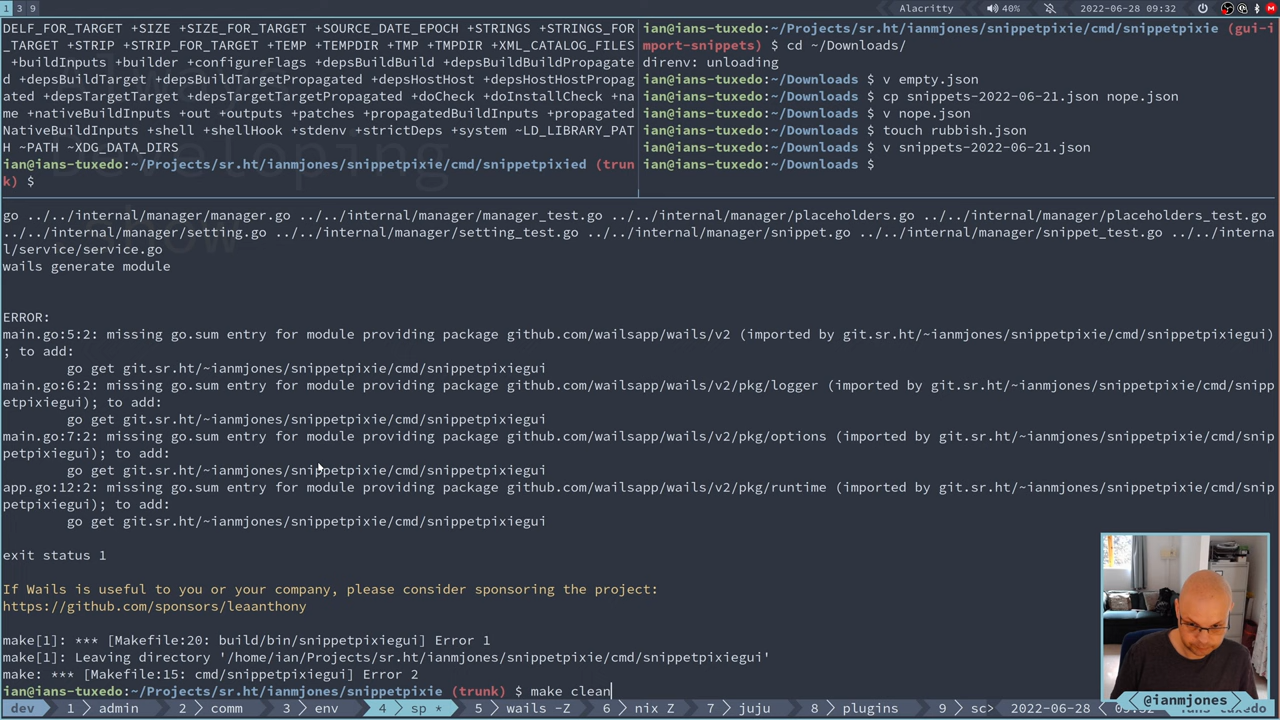 1 3 9
Alacritty 40% 2022-06-28 09:32
DELF_FOR_TARGET +SIZE +SIZE_FOR_TARGET +SOURCE_DATE_EPOCH +STRINGS +STRINGS_FOR
_TARGET +STRIP +STRIP_FOR_TARGET +TEMP +TEMPDIR +TMP +TMPDIR +XML_CATALOG_FILES
+buildInputs +builder +configureFlags +depsBuildBuild +depsBuildBuildPropagate
d +depsBuildTarget +depsBuildTargetPropagated +depsHostHost +depsHostHostPropag
ated +depsTargetTarget +depsTargetTargetPropagated +doCheck +doInstallCheck +na
me +nativeBuildInputs +out +outputs +patches +propagatedBuildInputs +propagated
NativeBuildInputs +shell +shellHook +stdenv +strictDeps +system ~LD_LIBRARY_PAT
H ~PATH ~XDG_DATA_DIRS
ian@ians-tuxedo:~/Projects/sr.ht/ianmjones/snippetpixie/cmd/snippetpixied (trun
k) $
ian@ians-tuxedo:~/Projects/sr.ht/ianmjones/snippetpixie/cmd/snippetpixie (gui-i
mport-snippets) $ cd ~/Downloads/
direnv: unloading
ian@ians-tuxedo:~/Downloads $ v empty.json
ian@ians-tuxedo:~/Downloads $ cp snippets-2022-06-21.json nope.json
ian@ians-tuxedo:~/Downloads $ v nope.json
ian@ians-tuxedo:~/Downloads $ touch rubbish.json
ian@ians-tuxedo:~/Downloads $ v snippets-2022-06-21.json
ian@ians-tuxedo:~/Downloads $
Developing
go ../../internal/manager/manager.go ../../internal/manager/manager_test.go ../../internal/manager/placeholders.go ../../internal/manager/placeholders_test.go
../../internal/manager/setting.go ../../internal/manager/setting_test.go ../../internal/manager/snippet.go ../../internal/manager/snippet_test.go ../../interna
l/service/service.go
wails generate module
ERROR:
main.go:5:2: missing go.sum entry for module providing package github.com/wailsapp/wails/v2 (imported by git.sr.ht/~ianmjones/snippetpixie/cmd/snippetpixiegui)
; to add:
go get git.sr.ht/~ianmjones/snippetpixie/cmd/snippetpixiegui
main.go:6:2: missing go.sum entry for module providing package github.com/wailsapp/wails/v2/pkg/logger (imported by git.sr.ht/~ianmjones/snippetpixie/cmd/snipp
etpixiegui); to add:
go get git.sr.ht/~ianmjones/snippetpixie/cmd/snippetpixiegui
main.go:7:2: missing go.sum entry for module providing package github.com/wailsapp/wails/v2/pkg/options (imported by git.sr.ht/~ianmjones/snippetpixie/cmd/snip
petpixiegui); to add:
go get git.sr.ht/~ianmjones/snippetpixie/cmd/snippetpixiegui
app.go:12:2: missing go.sum entry for module providing package github.com/wailsapp/wails/v2/pkg/runtime (imported by git.sr.ht/~ianmjones/snippetpixie/cmd/snip
petpixiegui); to add:
go get git.sr.ht/~ianmjones/snippetpixie/cmd/snippetpixiegui
exit status 1
If Wails is useful to you or your company, please consider sponsoring the project:
https://github.com/sponsors/leaanthony
make[1]: *** [Makefile:20: build/bin/snippetpixiegui] Error 1
make[1]: Leaving directory '/home/ian/Projects/sr.ht/ianmjones/snippetpixie/cmd/snippetpixiegui'
make: *** [Makefile:15: cmd/snippetpixiegui] Error 2
ian@ians-tuxedo:~/Projects/sr.ht/ianmjones/snippetpixie (trunk) $ make clean
@ianmjones
dev 1 admin 2 comm 3 env 4 sp * 5 wails -Z 6 nix Z 7 juju 8 plugins 9 sc> 2022-06-28